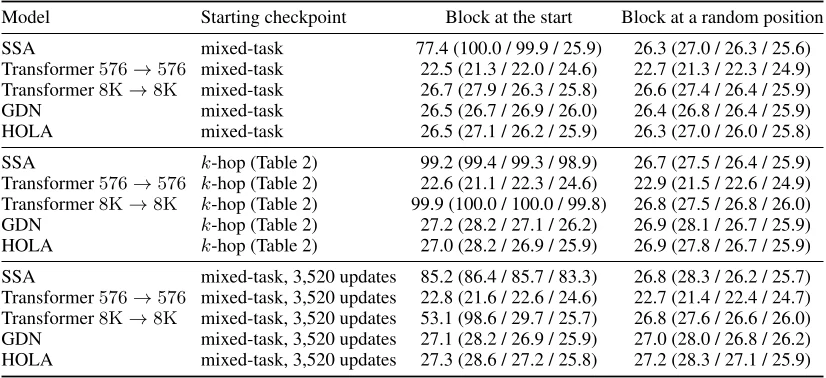 Model Starting checkpoint Block at the start Block at a random position
SSA mixed-task 77.4 (100.0 / 99.9 / 25.9) 26.3 (27.0 / 26.3 / 25.6)
Transformer 576 → 576 mixed-task 22.5 (21.3 / 22.0 / 24.6) 22.7 (21.3 / 22.3 / 24.9)
Transformer 8K → 8K mixed-task 26.7 (27.9 / 26.3 / 25.8) 26.6 (27.4 / 26.4 / 25.9)
GDN mixed-task 26.5 (26.7 / 26.9 / 26.0) 26.4 (26.8 / 26.4 / 25.9)
HOLA mixed-task 26.5 (27.1 / 26.2 / 25.9) 26.3 (27.0 / 26.0 / 25.8)
SSA k-hop (Table 2) 99.2 (99.4 / 99.3 / 98.9) 26.7 (27.5 / 26.4 / 25.9)
Transformer 576 → 576 k-hop (Table 2) 22.6 (21.1 / 22.3 / 24.6) 22.9 (21.5 / 22.6 / 24.9)
Transformer 8K → 8K k-hop (Table 2) 99.9 (100.0 / 100.0 / 99.8) 26.8 (27.5 / 26.8 / 26.0)
GDN k-hop (Table 2) 27.2 (28.2 / 27.1 / 26.2) 26.9 (28.1 / 26.7 / 25.9)
HOLA k-hop (Table 2) 27.0 (28.2 / 26.9 / 25.9) 26.9 (27.8 / 26.7 / 25.9)
SSA mixed-task, 3,520 updates 85.2 (86.4 / 85.7 / 83.3) 26.8 (28.3 / 26.2 / 25.7)
Transformer 576 → 576 mixed-task, 3,520 updates 22.8 (21.6 / 22.6 / 24.6) 22.7 (21.4 / 22.4 / 24.7)
Transformer 8K → 8K mixed-task, 3,520 updates 53.1 (98.6 / 29.7 / 25.7) 26.8 (27.6 / 26.6 / 26.0)
GDN mixed-task, 3,520 updates 27.1 (28.2 / 26.9 / 25.9) 27.0 (28.0 / 26.8 / 26.2)
HOLA mixed-task, 3,520 updates 27.3 (28.6 / 27.2 / 25.8) 27.2 (28.3 / 27.1 / 25.9)